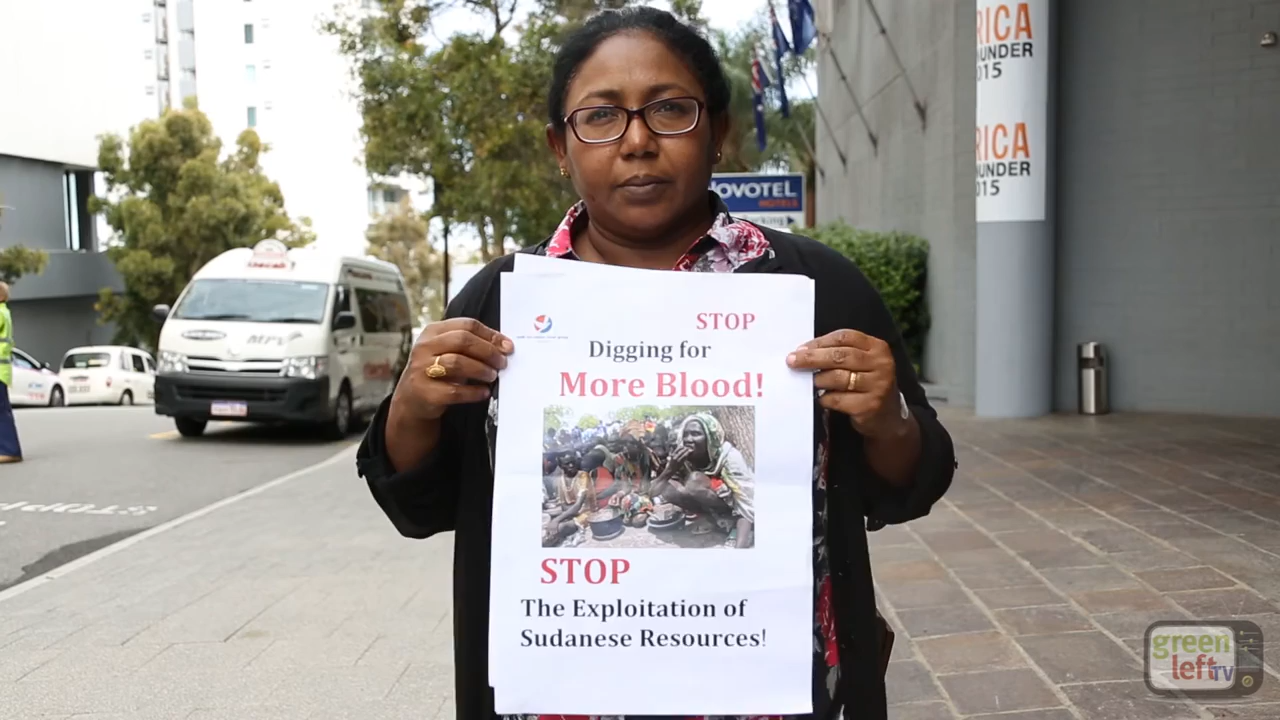 RICA
UNDER
015
RICA
UNDER
015
NOVOTEL
HOTELS
STOP
Digging for
More Blood!
STOP
The Exploitation of
Sudanese Resources!
green
left TV